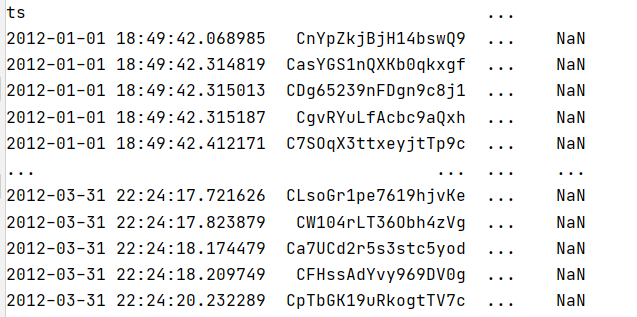 ts ...
2012-01-01 18:49:42.068985 CnYpZkjBjH14bswQ9 ... NaN
2012-01-01 18:49:42.314819 CasYGS1nQXKb0qkxgf ... NaN
2012-01-01 18:49:42.315013 CDg65239nFDgn9c8j1 ... NaN
2012-01-01 18:49:42.315187 CgvRYuLfAcbc9aQxh ... NaN
2012-01-01 18:49:42.412171 C7SOqX3ttxeyjtTp9c ... NaN
... ... ... ...
2012-03-31 22:24:17.721626 CLsoGr1pe7619hjvKe ... NaN
2012-03-31 22:24:17.823879 CW104rLT36Obh4zVg ... NaN
2012-03-31 22:24:18.174479 Ca7UCd2r5s3stc5yod ... NaN
2012-03-31 22:24:18.209749 CFHssAdYvy969DV0g ... NaN
2012-03-31 22:24:20.232289 CpTbGK19uRkogtTV7c ... NaN